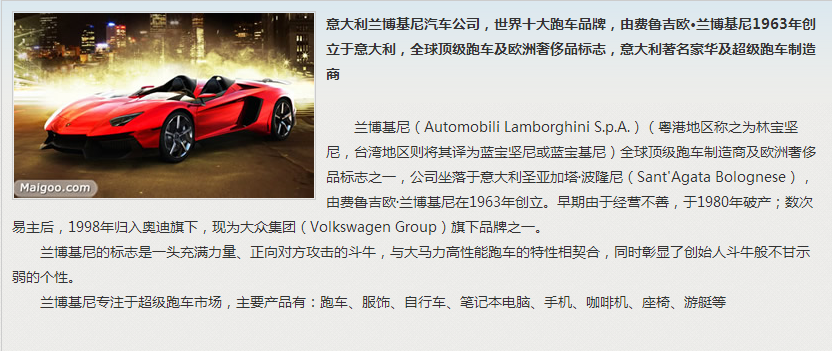 意大利兰博基尼汽车公司，世界十大跑车品牌，由费鲁吉欧•兰博基尼1963年创
立于意大利，全球顶级跑车及欧洲奢侈品标志，意大利著名豪华及超级跑车制造
商
兰博基尼（Automobili Lamborghini S.p.A.）（粤港地区称之为林宝坚
尼，台湾地区则将其译为蓝宝坚尼或蓝宝基尼）全球顶级跑车制造商及欧洲奢侈
品标志之一，公司坐落于意大利圣亚加塔·波隆尼（Sant'Agata Bolognese），
由费鲁吉欧·兰博基尼在1963年创立。早期由于经营不善，于1980年破产；数次
易主后，1998年归入奥迪旗下，现为大众集团（Volkswagen Group）旗下品牌之一。
兰博基尼的标志是一头充满力量、正向对方攻击的斗牛，与大马力高性能跑车的特性相契合，同时彰显了创始人斗牛般不甘示
弱的个性。
兰博基尼专注于超级跑车市场，主要产品有：跑车、服饰、自行车、笔记本电脑、手机、咖啡机、座椅、游艇等
Maigoo.com